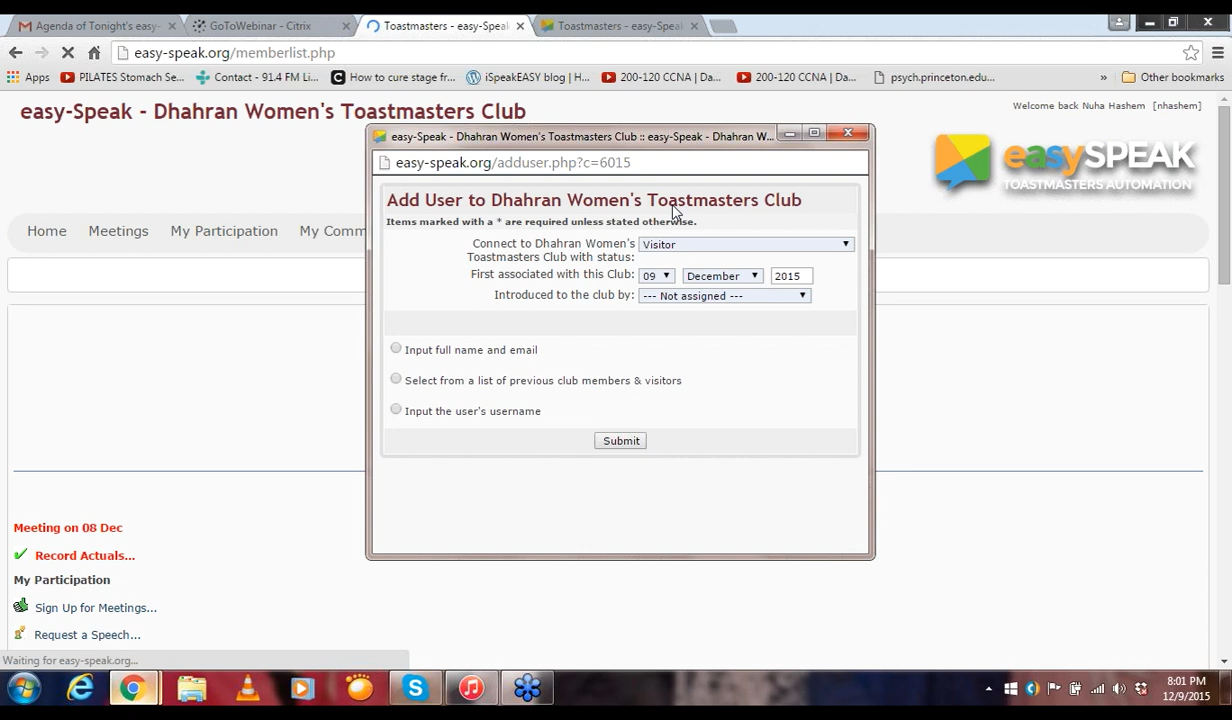 Agenda of Tonight's easy-
GoToWebinar - Citrix
Toastmasters - easy-Speak
Toastmasters - easy-Speak
easy-speak.org/memberlist.php
Apps
PILATES Stomach Se...
Contact - 91.4 FM Li...
How to cure stage fr...
iSpeakEASY blog | H...
200-120 CCNA | Da...
200-120 CCNA | Da...
psych.princeton.edu...
»
Other bookmarks
easy-Speak - Dhahran Women's Toastmasters Club
Welcome back Nuha Hashem [nhashem]
easySPEAK
TOASTMASTERS AUTOMATION
Home
Meetings
My Participation
My Comm
easy-Speak - Dhahran Women's Toastmasters Club :: easy-Speak - Dhahran W...
easy-speak.org/adduser.php?c=6015
Add User to Dhahran Women's Toastmasters Club
Items marked with a * are required unless stated otherwise.
Connect to Dhahran Women's
Toastmasters Club with status:
Visitor
First associated with this Club: 09 December 2015
Introduced to the club by: --- Not assigned ---
Input full name and email
Select from a list of previous club members & visitors
Input the user's username
Submit
Meeting on 08 Dec
Record Actuals...
My Participation
Sign Up for Meetings...
Request a Speech...
Waiting for easy-speak.org...
8:01 PM
12/9/2015